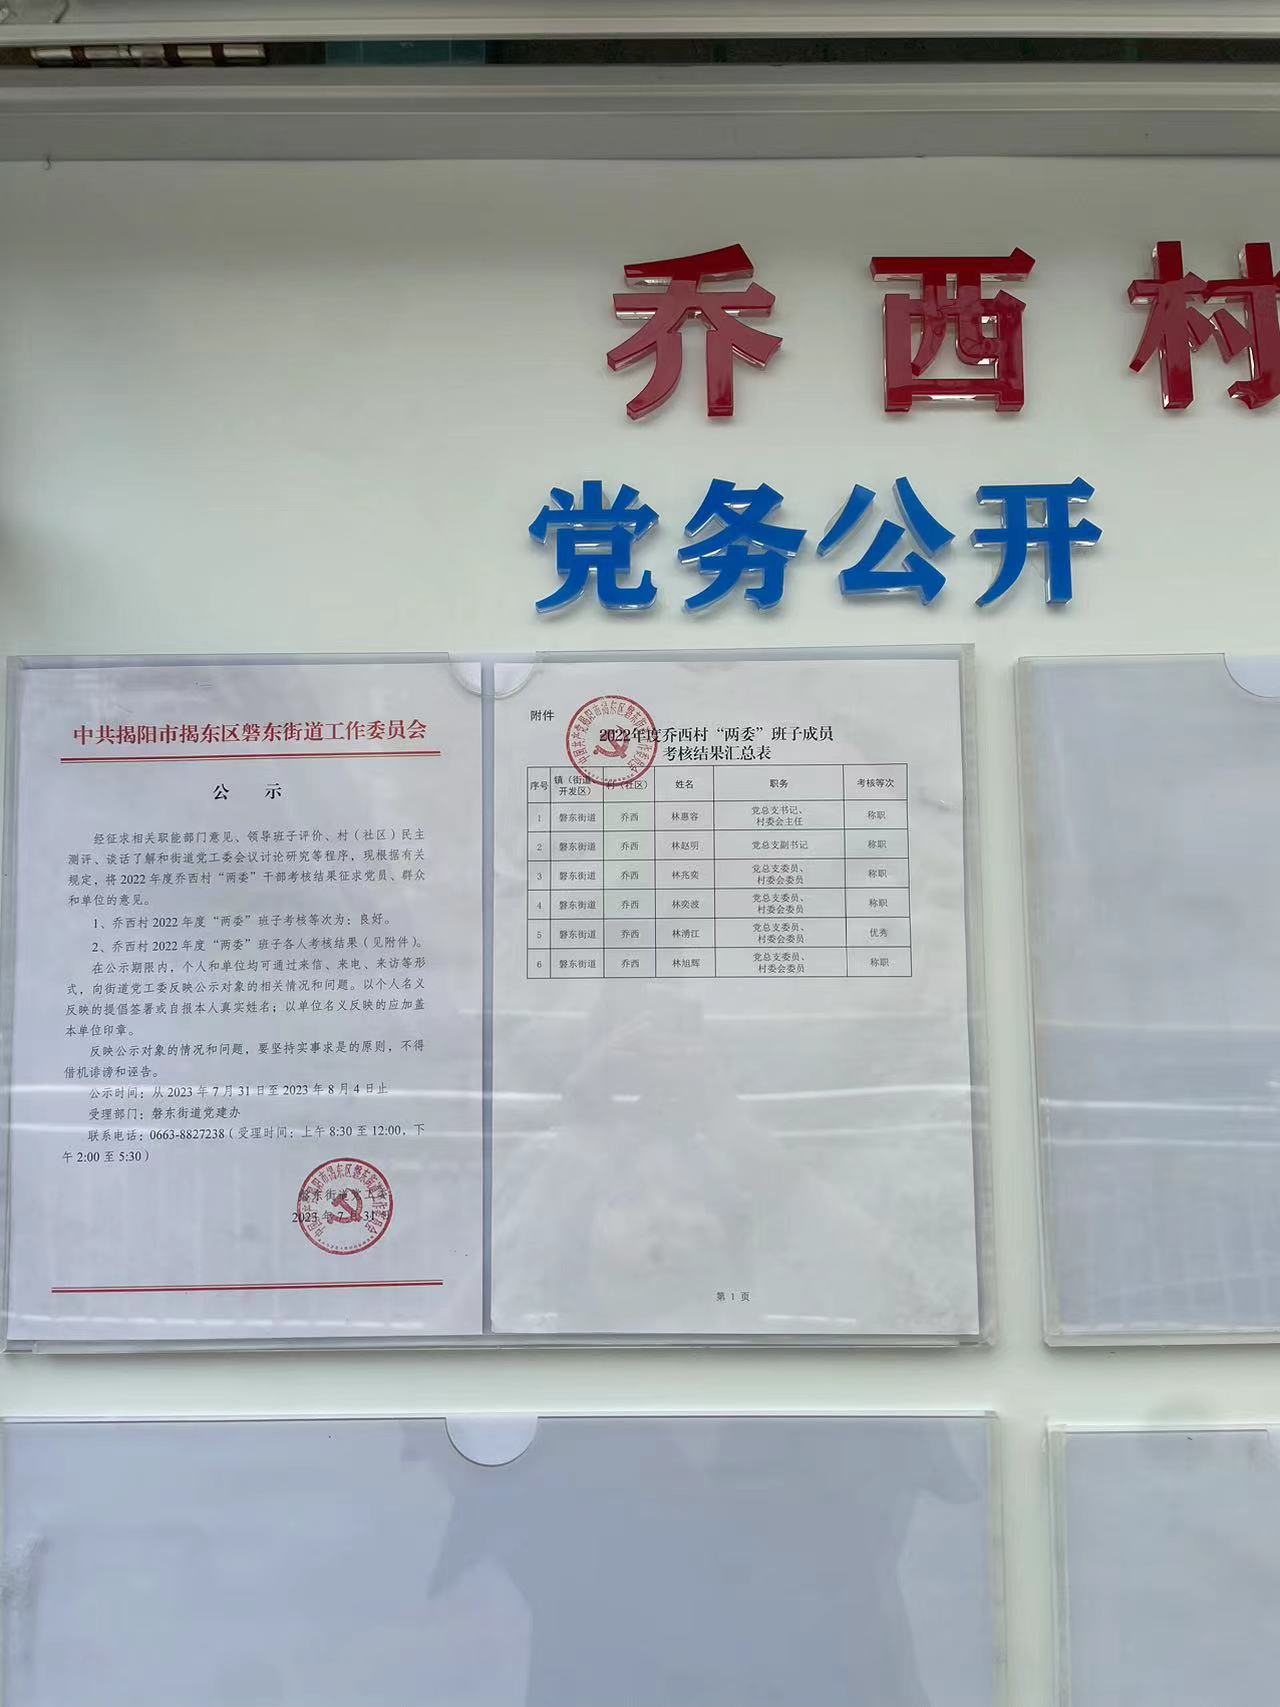 乔西村
党务公开
中共揭阳市揭东区磐东街道工作委员会
公 示
经征求相关职能部门意见、领导班子评价、村（社区）民主
测评、谈话了解和街道党工委会议讨论研究等程序，现根据有关
规定，将 2022 年度乔西村“两委”干部考核结果征求党员、群众
和单位的意见。
1、乔西村 2022 年度“两委”班子考核等次为：良好。
2、乔西村 2022 年度“两委”班子各人考核结果（见附件）。
在公示期限内，个人和单位均可通过来信、来电、来访等形
式，向街道党工委反映公示对象的相关情况和问题。以个人名义
反映的提倡签署或自报本人真实姓名；以单位名义反映的应加盖
本单位印章。
反映公示对象的情况和问题，要坚持实事求是的原则，不得
借机诽谤和诬告。
公示时间：从 2023 年 7 月 31 日至 2023 年 8 月 4 日止
受理部门：磐东街道党建办
联系电话：0663-8827238（受理时间：上午 8:30 至 12:00，下
午 2:00 至 5:30）
磐东街道党工委
2023 年 7 月 31 日
附件
2022年度乔西村“两委”班子成员
考核结果汇总表
序号 镇（街道、开发区） 村（社区） 姓名 职务 考核等次
1 磐东街道 乔西 林惠容 党总支书记、村委会主任 称职
2 磐东街道 乔西 林赵明 党总支副书记 称职
3 磐东街道 乔西 林兆奕 党总支委员、村委会委员 称职
4 磐东街道 乔西 林奕波 党总支委员、村委会委员 称职
5 磐东街道 乔西 林湧江 党总支委员、村委会委员 优秀
6 磐东街道 乔西 林旭辉 党总支委员、村委会委员 称职
第 1 页